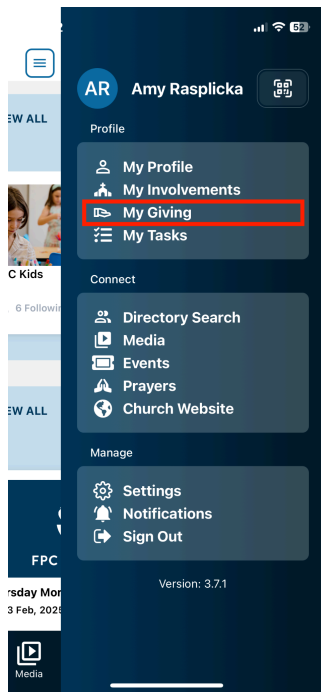 52
AR
Amy Rasplicka
Profile
My Profile
My Involvements
My Giving
My Tasks
Connect
Directory Search
Media
Events
Prayers
Church Website
Manage
Settings
Notifications
Sign Out
Version: 3.7.1
EW ALL
C Kids
6 Followin
EW ALL
FPC
rsday Mor
3 Feb, 2025
Media